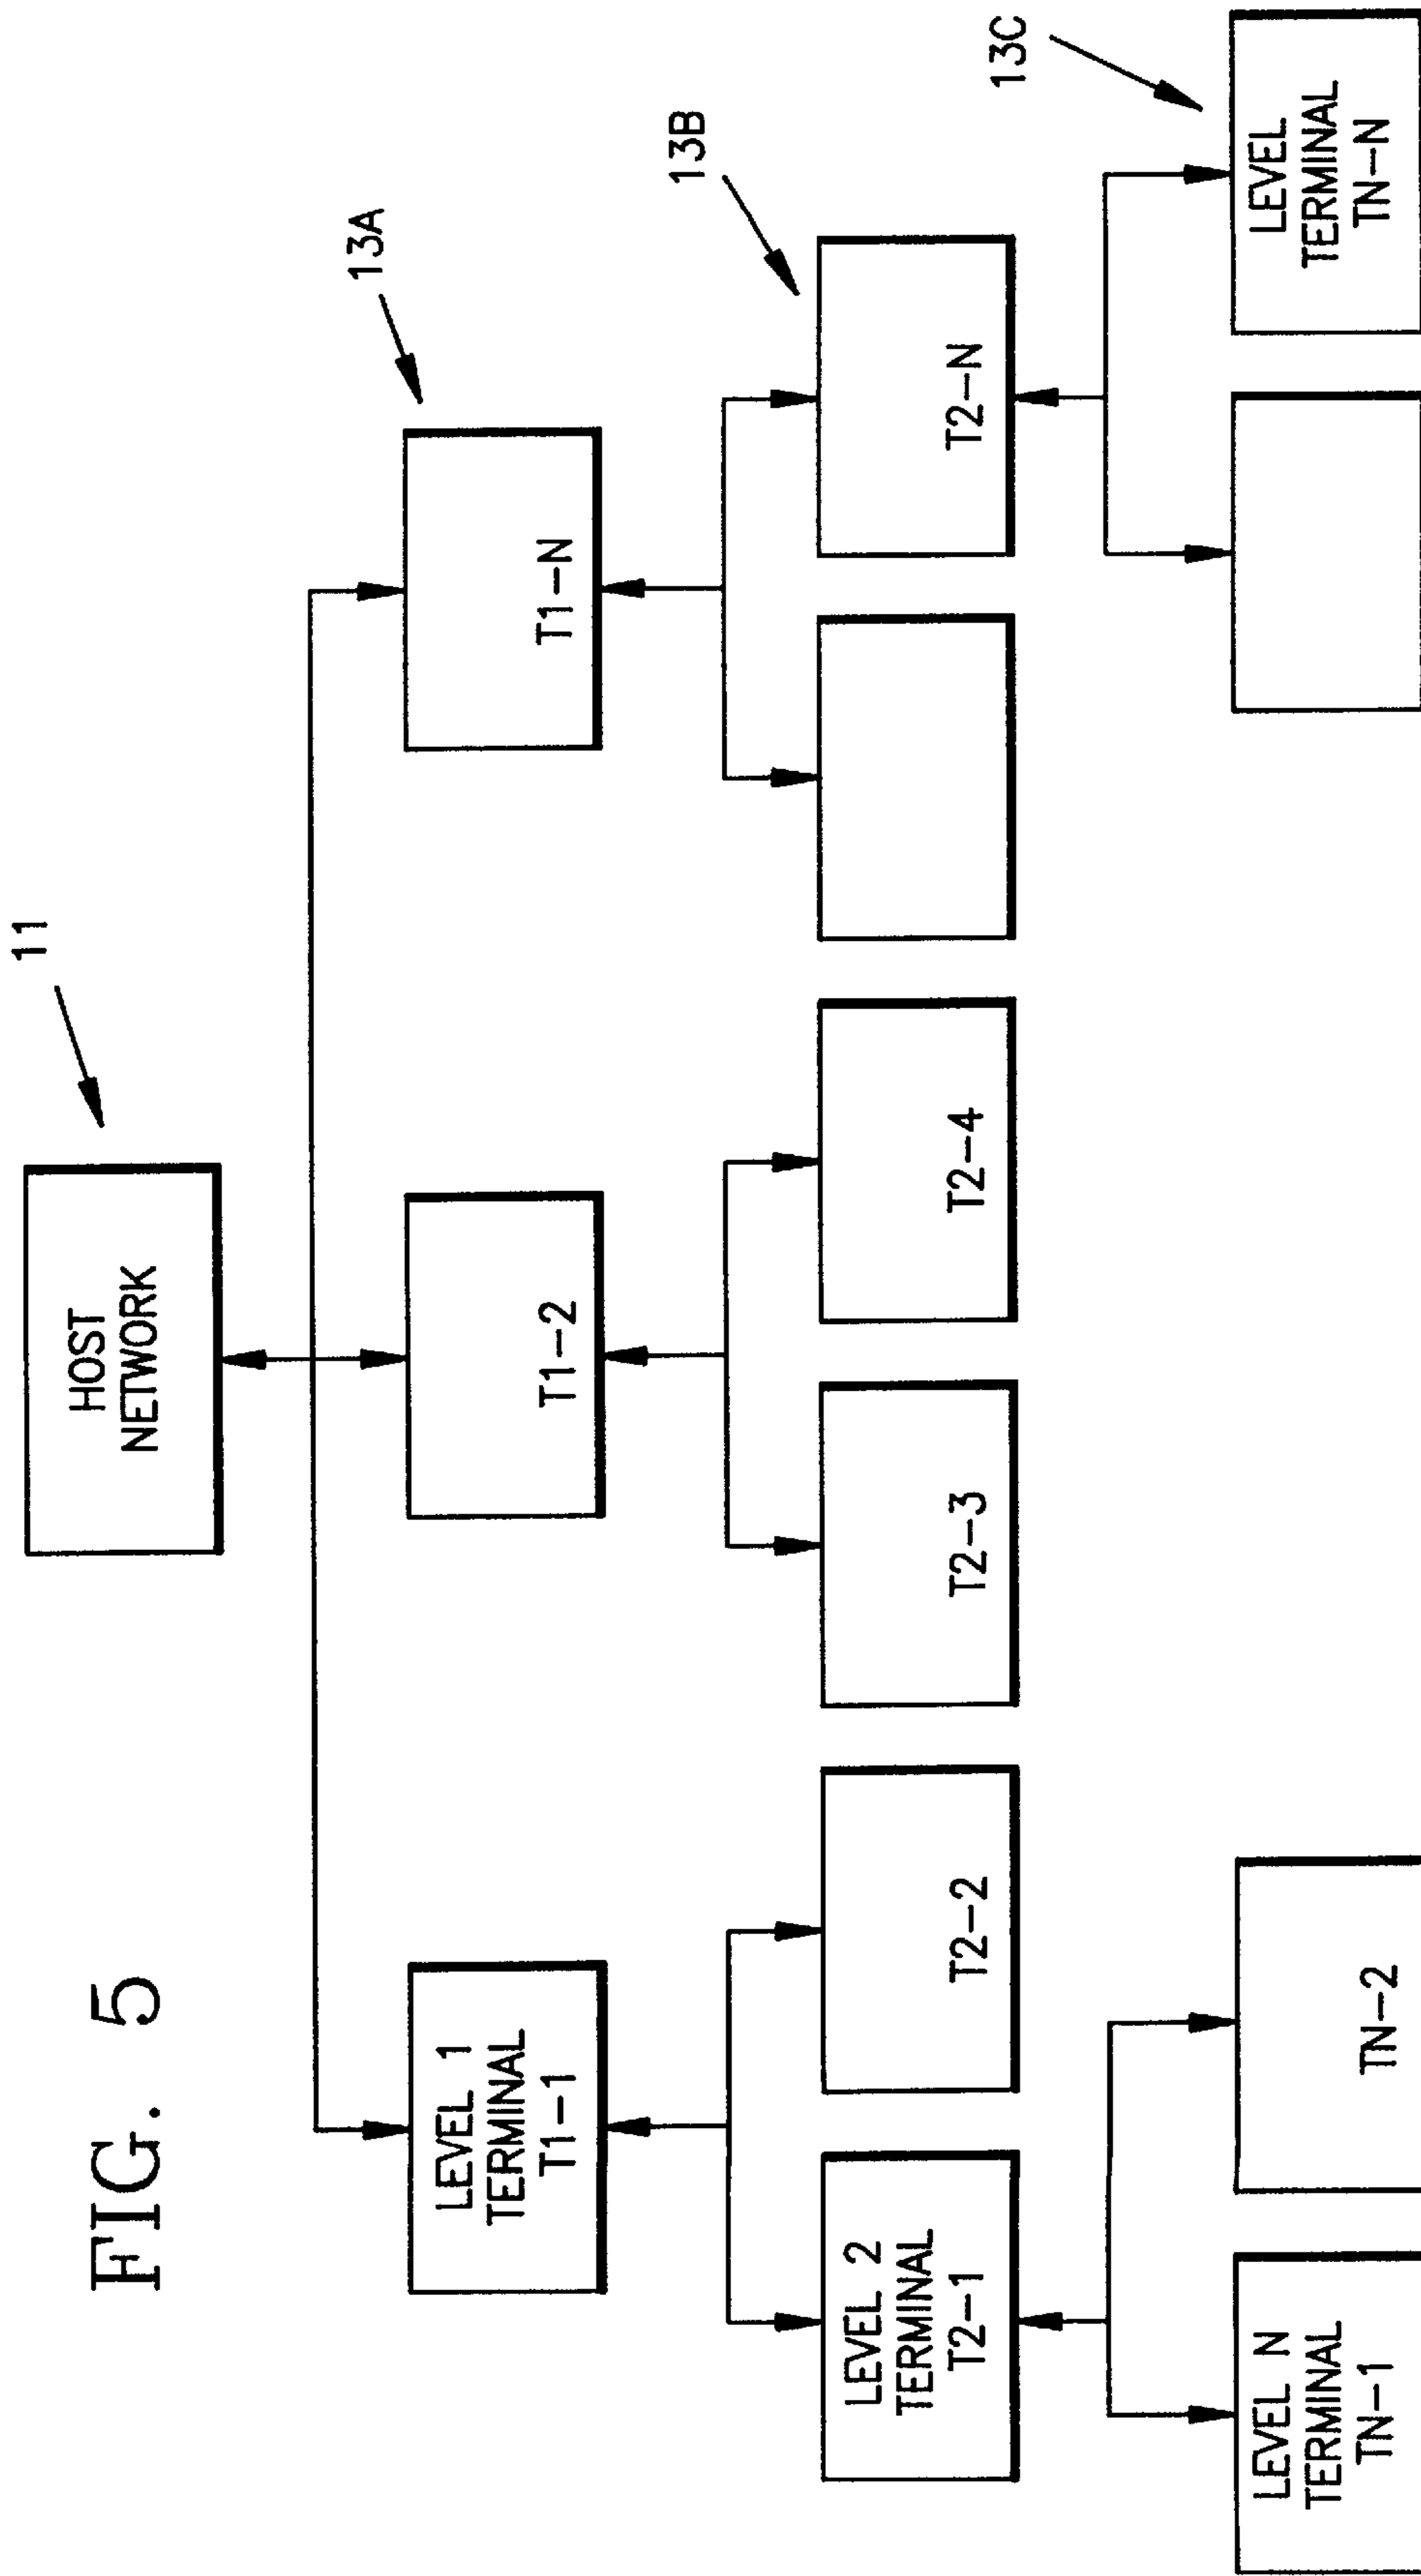 FIG. 5
11
HOST
NETWORK
13A
LEVEL 1
TERMINAL
T1-1
T1-2
T1-N
13B
LEVEL 2
TERMINAL
T2-1
T2-2
T2-3
T2-4
T2-N
13C
LEVEL N
TERMINAL
TN-1
TN-2
LEVEL
TERMINAL
TN-N